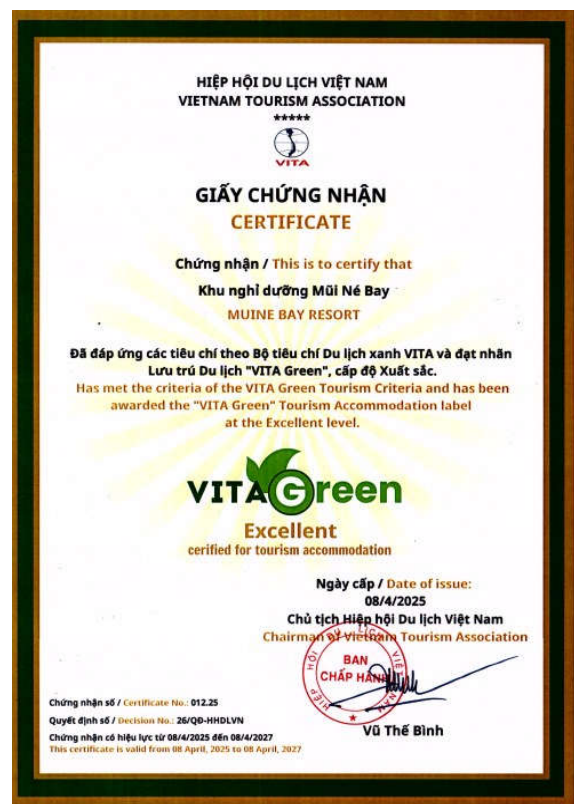 HIỆP HỘI DU LỊCH VIỆT NAM
VIETNAM TOURISM ASSOCIATION
*****
VITA
GIẤY CHỨNG NHẬN
CERTIFICATE
Chứng nhận / This is to certify that
Khu nghỉ dưỡng Mũi Né Bay
MUINE BAY RESORT
Đã đáp ứng các tiêu chí theo Bộ tiêu chí Du lịch xanh VITA và đạt nhãn
Lưu trú Du lịch "VITA Green", cấp độ Xuất sắc.
Has met the criteria of the VITA Green Tourism Criteria and has been
awarded the "VITA Green" Tourism Accommodation label
at the Excellent level.
VITAGreen
Excellent
cerified for tourism accommodation
Ngày cấp / Date of issue:
08/4/2025
Chủ tịch Hiệp hội Du lịch Việt Nam
Chairman of Vietnam Tourism Association
HIỆP HỘI DU LỊCH VIỆT NAM
BAN
CHẤP HÀNH
Vũ Thế Bình
Chứng nhận số / Certificate No.: 012.25
Quyết định số / Decision No.: 26/QĐ-HHDLVN
Chứng nhận có hiệu lực từ 08/4/2025 đến 08/4/2027
This certificate is valid from 08 April, 2025 to 08 April, 2027